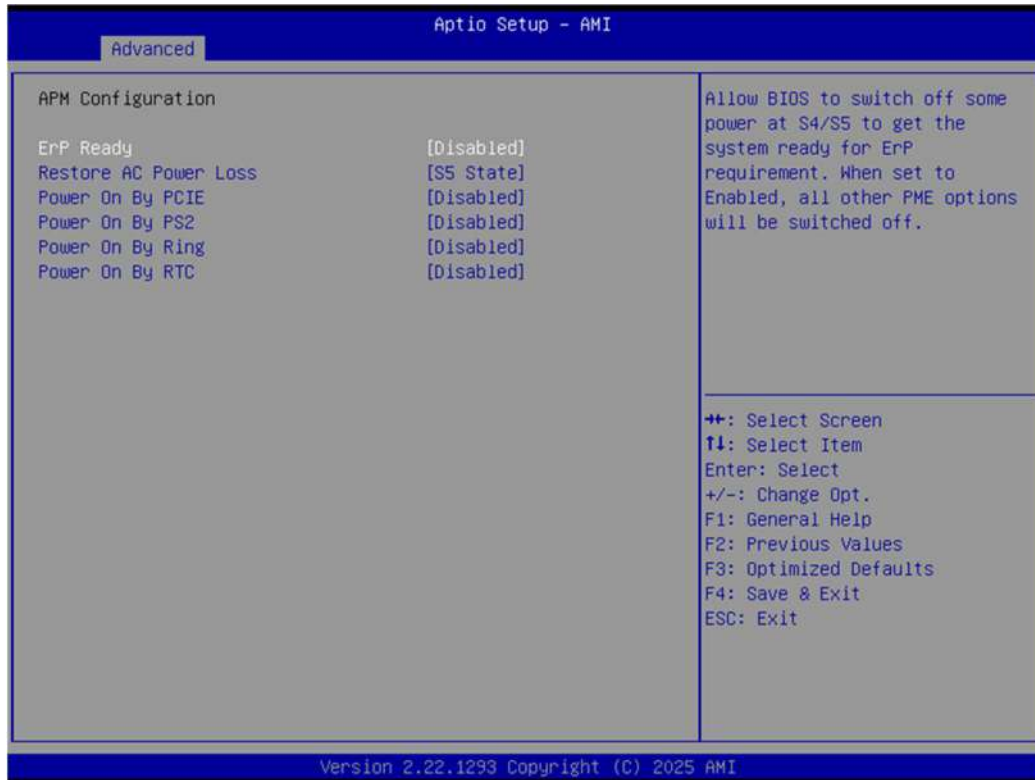 Aptio Setup - AMI
Advanced
APM Configuration
ErP Ready [Disabled]
Restore AC Power Loss [S5 State]
Power On By PCIE [Disabled]
Power On By PS2 [Disabled]
Power On By Ring [Disabled]
Power On By RTC [Disabled]
Allow BIOS to switch off some
power at S4/S5 to get the
system ready for ErP
requirement. When set to
Enabled, all other PME options
will be switched off.
→←: Select Screen
↑↓: Select Item
Enter: Select
+/-: Change Opt.
F1: General Help
F2: Previous Values
F3: Optimized Defaults
F4: Save & Exit
ESC: Exit
Version 2.22.1293 Copyright (C) 2025 AMI